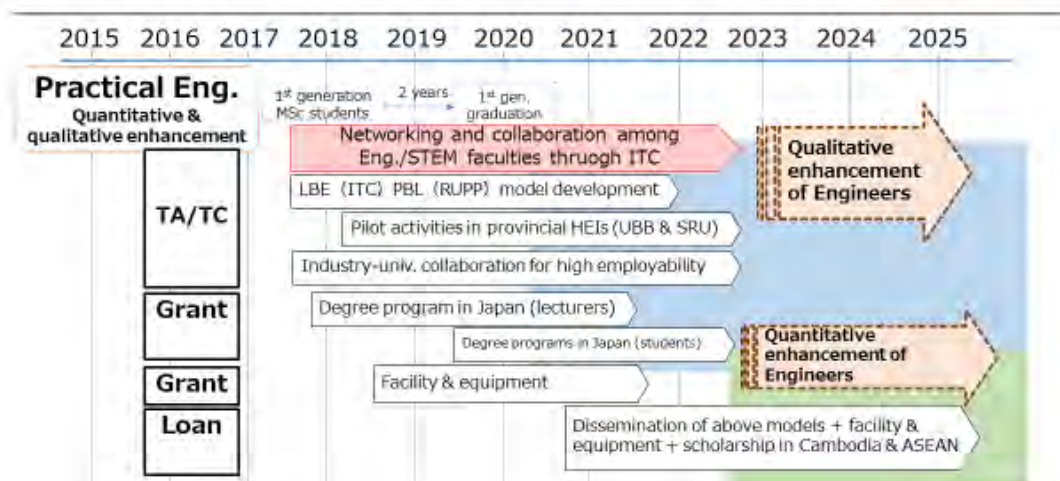 2015 2016 2017 2018 2019 2020 2021 2022 2023 2024 2025
Practical Eng.
Quantitative &
qualitative enhancement
1st generation
MSc students
2 years
1st gen.
graduation
Networking and collaboration among
Eng./STEM faculties thruogh ITC
Qualitative
enhancement
of Engineers
TA/TC
LBE (ITC) PBL (RUPP) model development
Pilot activities in provincial HEIs (UBB & SRU)
Industry-univ. collaboration for high employability
Grant
Degree program in Japan (lecturers)
Degree programs in Japan (students)
Quantitative
enhancement of
Engineers
Grant
Facility & equipment
Loan
Dissemination of above models + facility &
equipment + scholarship in Cambodia & ASEAN